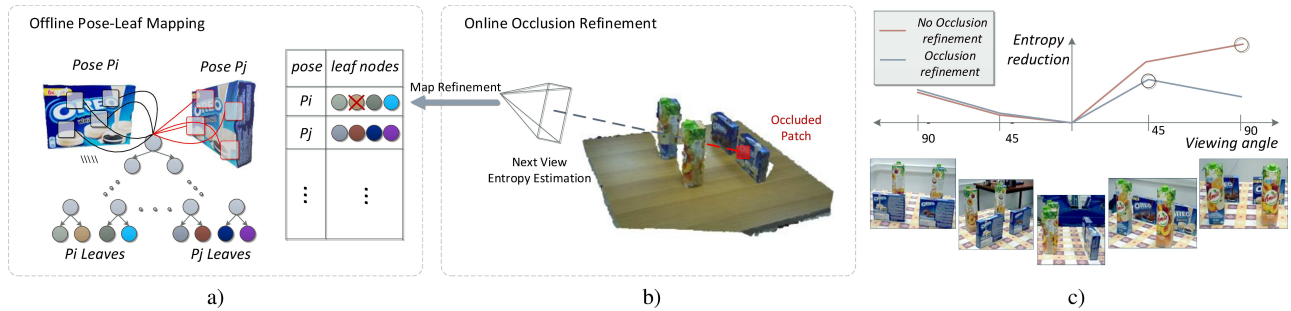 Offline Pose-Leaf Mapping
Pose Pi
Pose Pj
OREO
Pi Leaves
Pj Leaves
pose
leaf nodes
Pi
Pj
a)
Online Occlusion Refinement
Map Refinement
Next View
Entropy Estimation
Occluded
Patch
b)
No Occlusion
refinement
Occlusion
refinement
Entropy
reduction
90
45
45
90
Viewing angle
c)